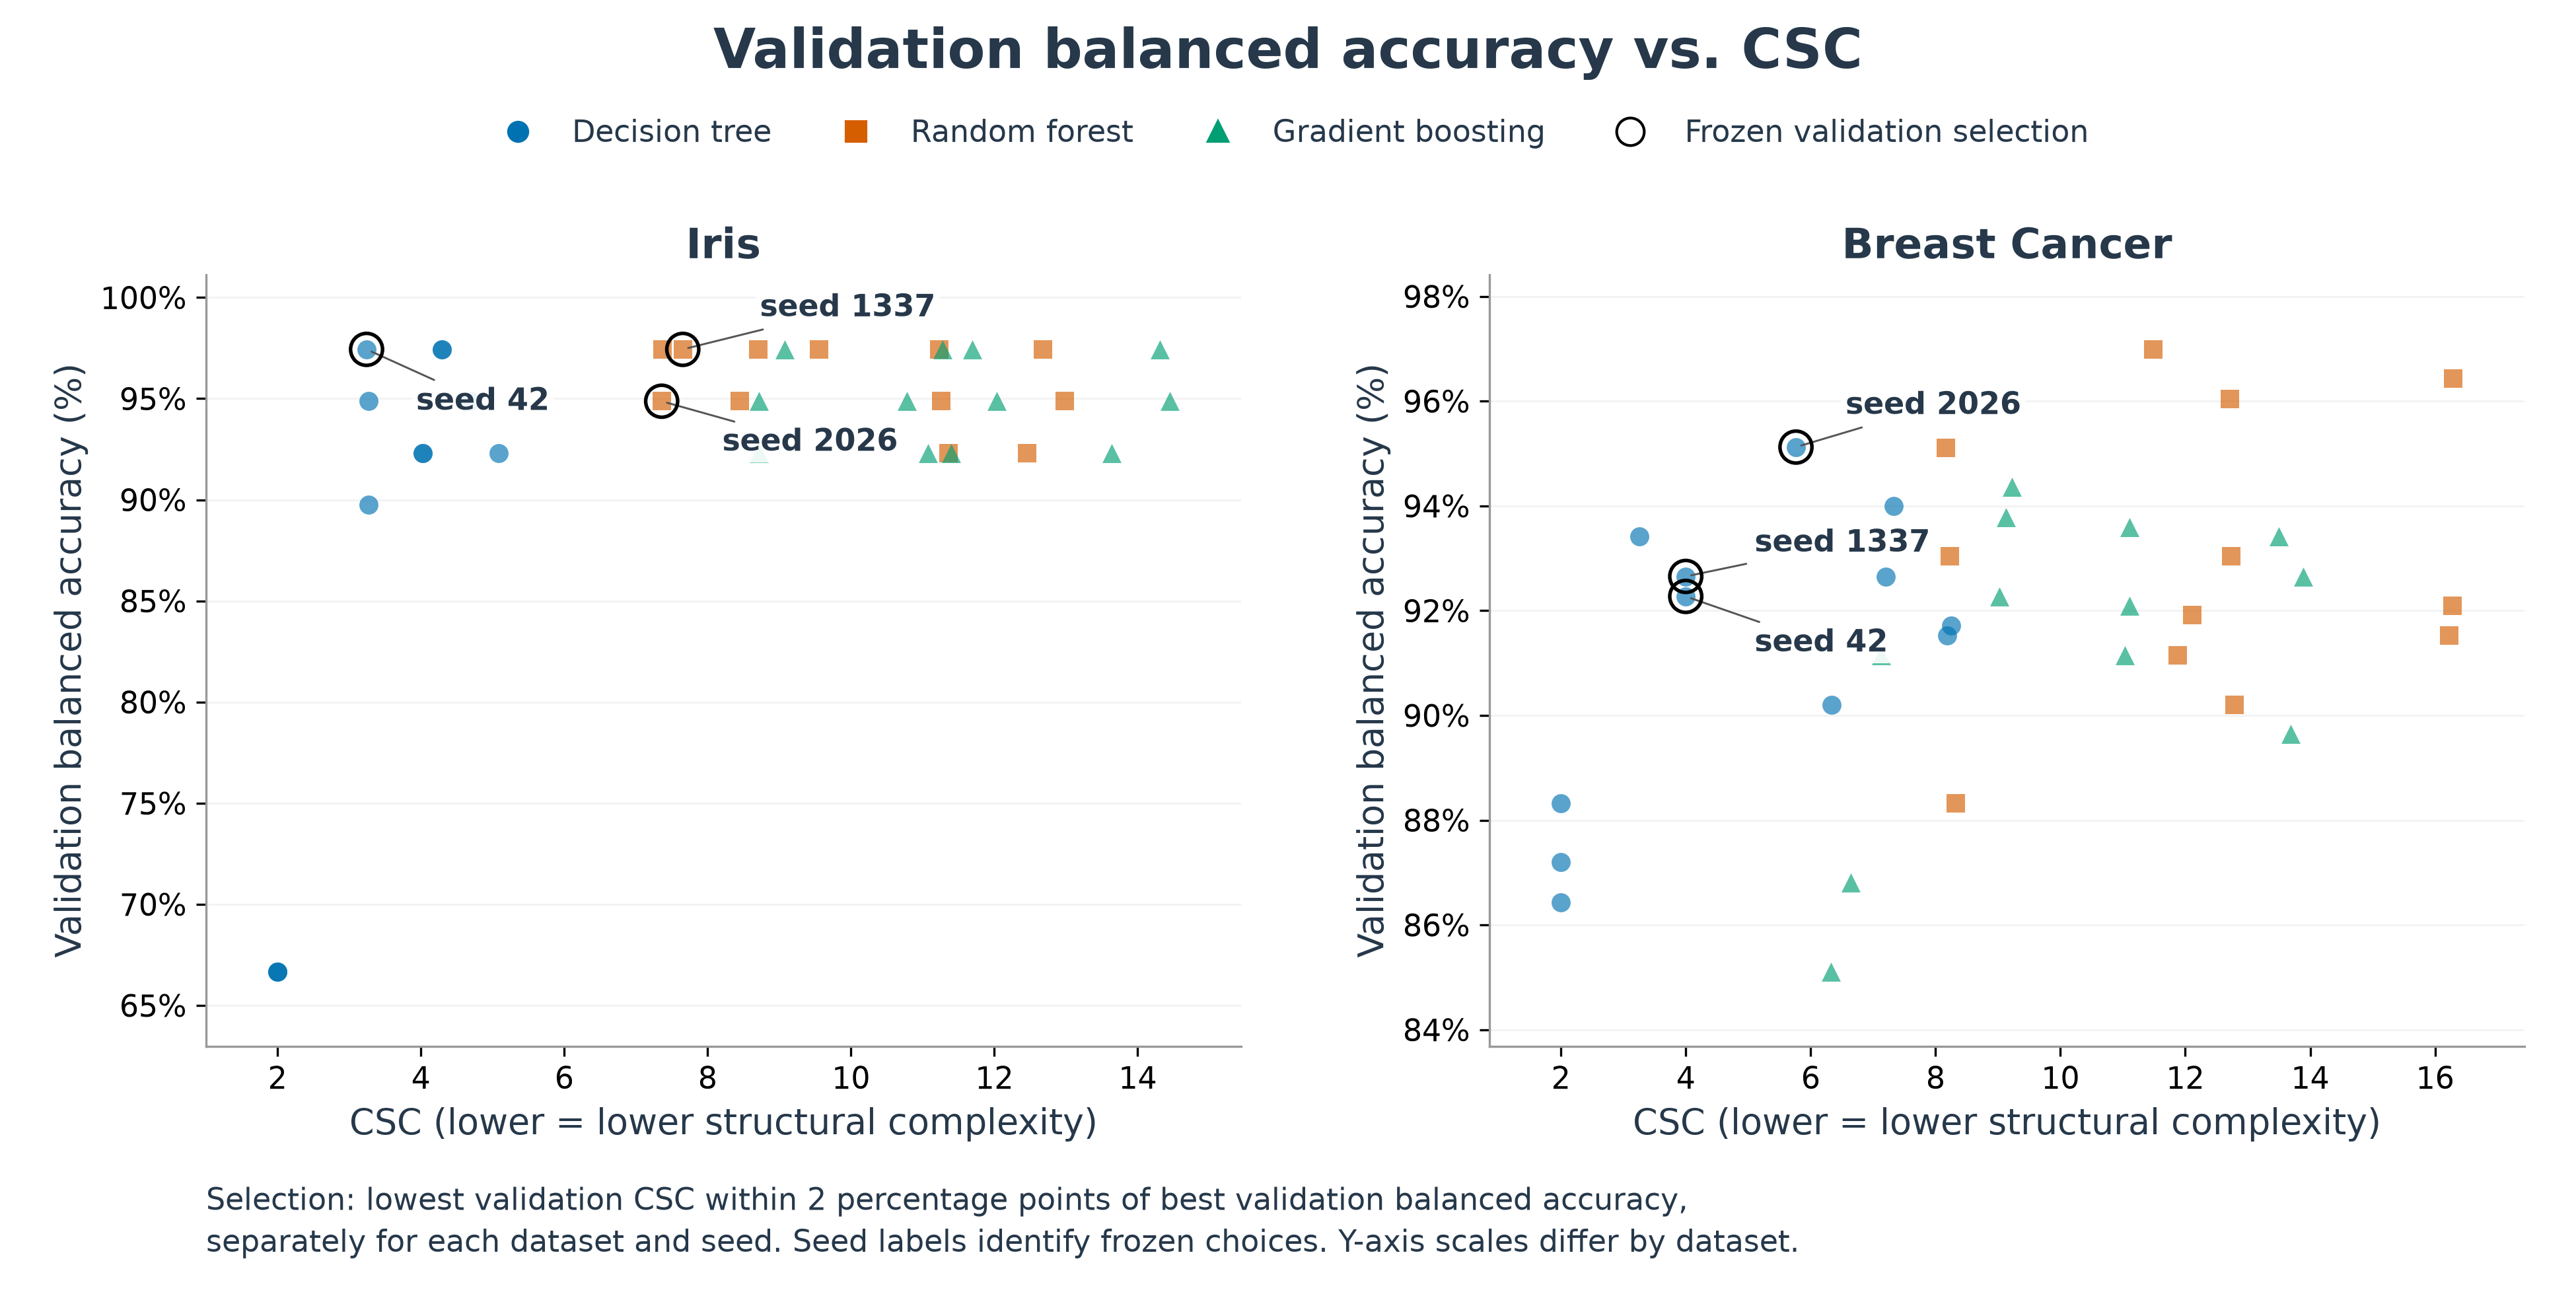 Validation balanced accuracy vs. CSC
Decision tree Random forest Gradient boosting Frozen validation selection
Iris
Validation balanced accuracy (%)
100%
95%
90%
85%
80%
75%
70%
65%
seed 1337
seed 42
seed 2026
2 4 6 8 10 12 14
CSC (lower = lower structural complexity)
Breast Cancer
Validation balanced accuracy (%)
98%
96%
94%
92%
90%
88%
86%
84%
seed 2026
seed 1337
seed 42
2 4 6 8 10 12 14 16
CSC (lower = lower structural complexity)
Selection: lowest validation CSC within 2 percentage points of best validation balanced accuracy,
separately for each dataset and seed. Seed labels identify frozen choices. Y-axis scales differ by dataset.